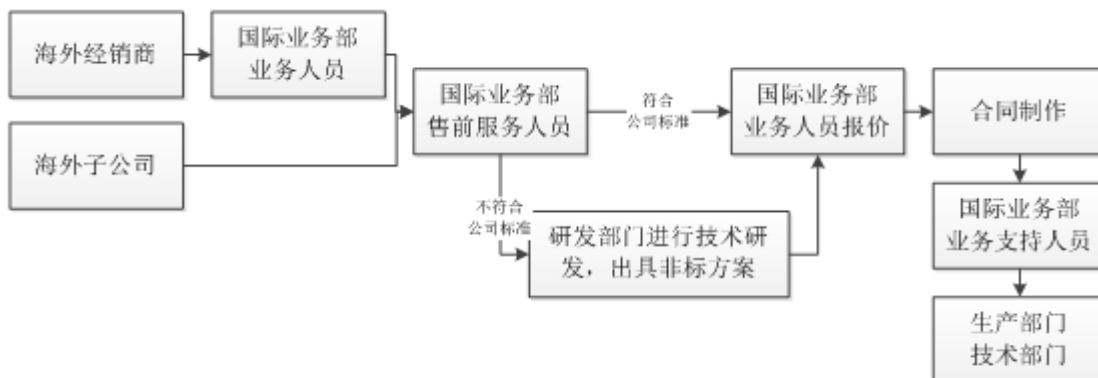 海外经销商
国际业务部
业务人员
海外子公司
国际业务部
售前服务人员
符合
公司标准
不符合
公司标准
研发部门进行技术研
发，出具非标方案
国际业务部
业务人员报价
合同制作
国际业务部
业务支持人员
生产部门
技术部门